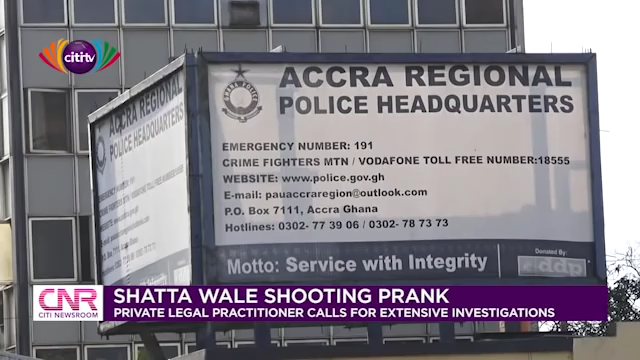 citi tv
ACCRA REGIONAL
POLICE HEADQUARTERS
EMERGENCY NUMBER: 191
CRIME FIGHTERS MTN / VODAFONE TOLL FREE NUMBER:18555
WEBSITE: www.police.gov.gh
E-mail: pauaccraregion@outlook.com
P.O. Box 7111, Accra Ghana
Hotlines: 0302- 77 39 06 / 0302- 78 73 73
Motto: Service with Integrity
Donated By:
ACCRA REGIONAL
POLICE HEADQUARTERS
CNR
CITI NEWSROOM
SHATTA WALE SHOOTING PRANK
PRIVATE LEGAL PRACTITIONER CALLS FOR EXTENSIVE INVESTIGATIONS